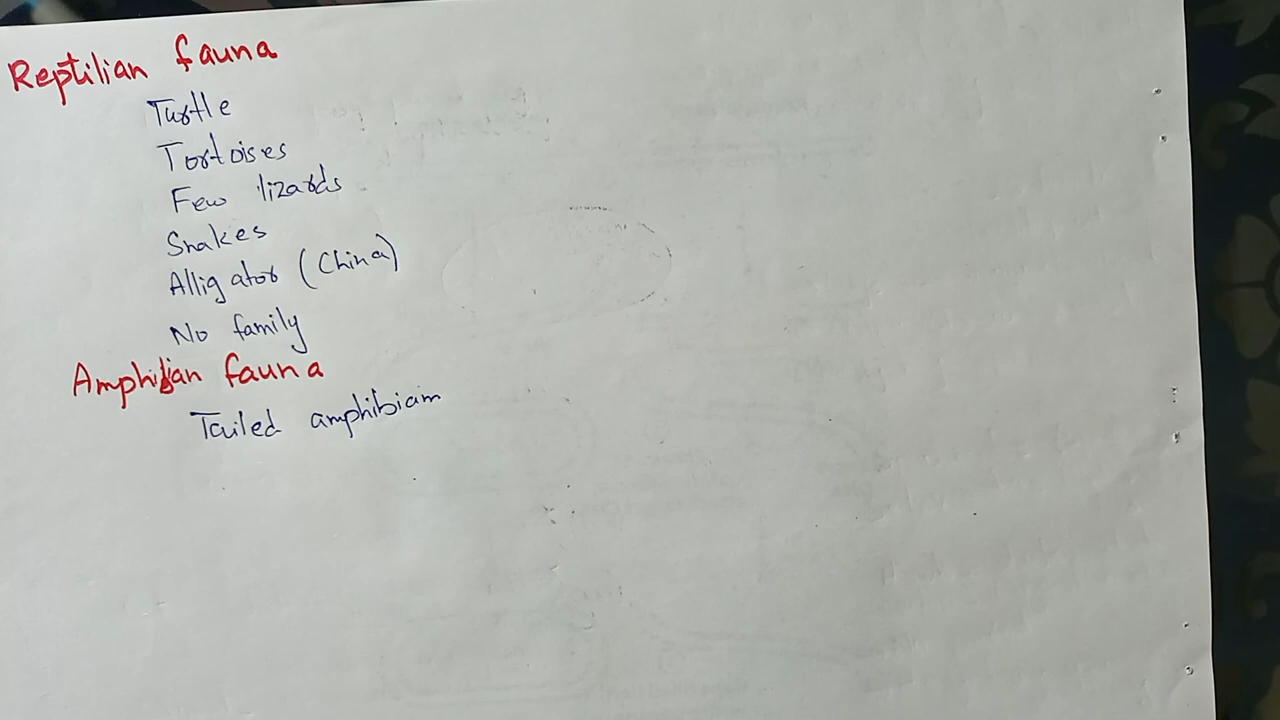 Reptilian fauna
Turtle
Tortoises
Few lizards
Snakes
Alligator (China)
No family
Amphibian fauna
Tailed amphibiam